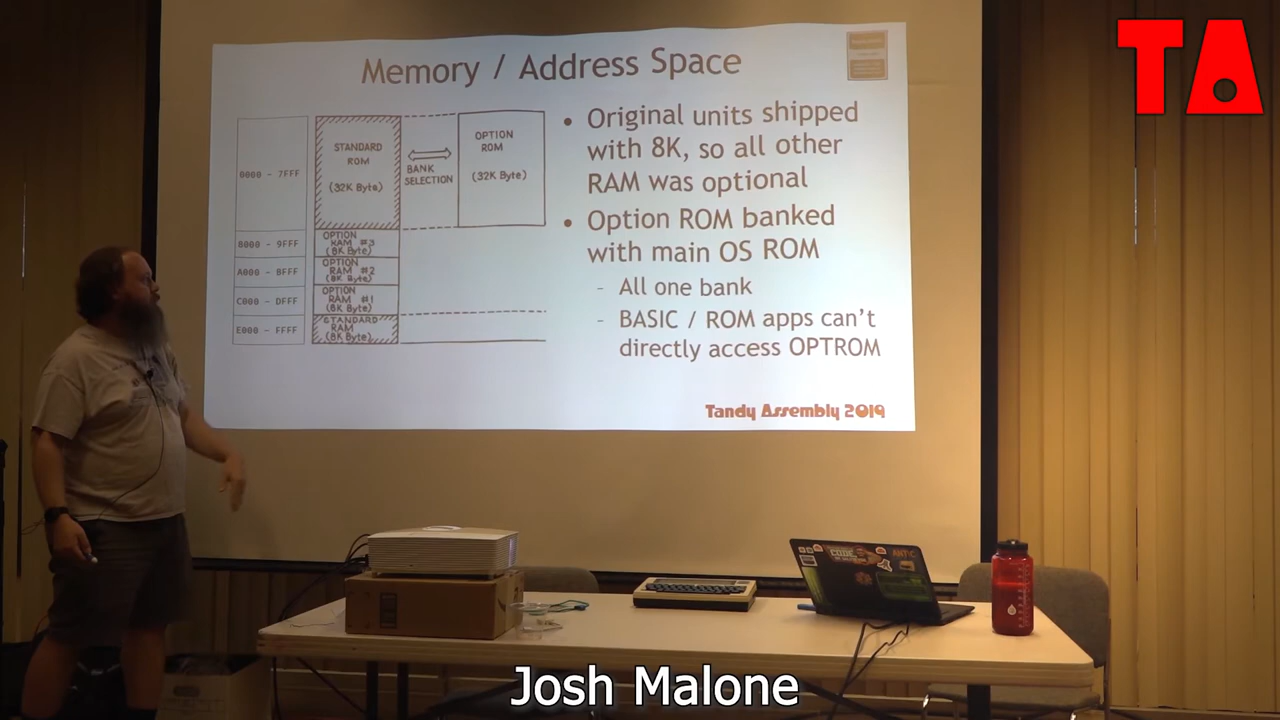 TA
Memory / Address Space
0000 - 7FFF
8000 - 9FFF
A000 - BFFF
C000 - DFFF
E000 - FFFF
STANDARD
ROM
(32K Byte)
BANK
SELECTION
OPTION
ROM
(32K Byte)
OPTION
RAM #3
(8K Byte)
OPTION
RAM #2
(8K Byte)
OPTION
RAM #1
(8K Byte)
STANDARD
RAM
(8K Byte)
• Original units shipped
with 8K, so all other
RAM was optional
• Option ROM banked
with main OS ROM
- All one bank
- BASIC / ROM apps can't
directly access OPTROM
Tandy Assembly 2019
CODE
ANTIC
Josh Malone